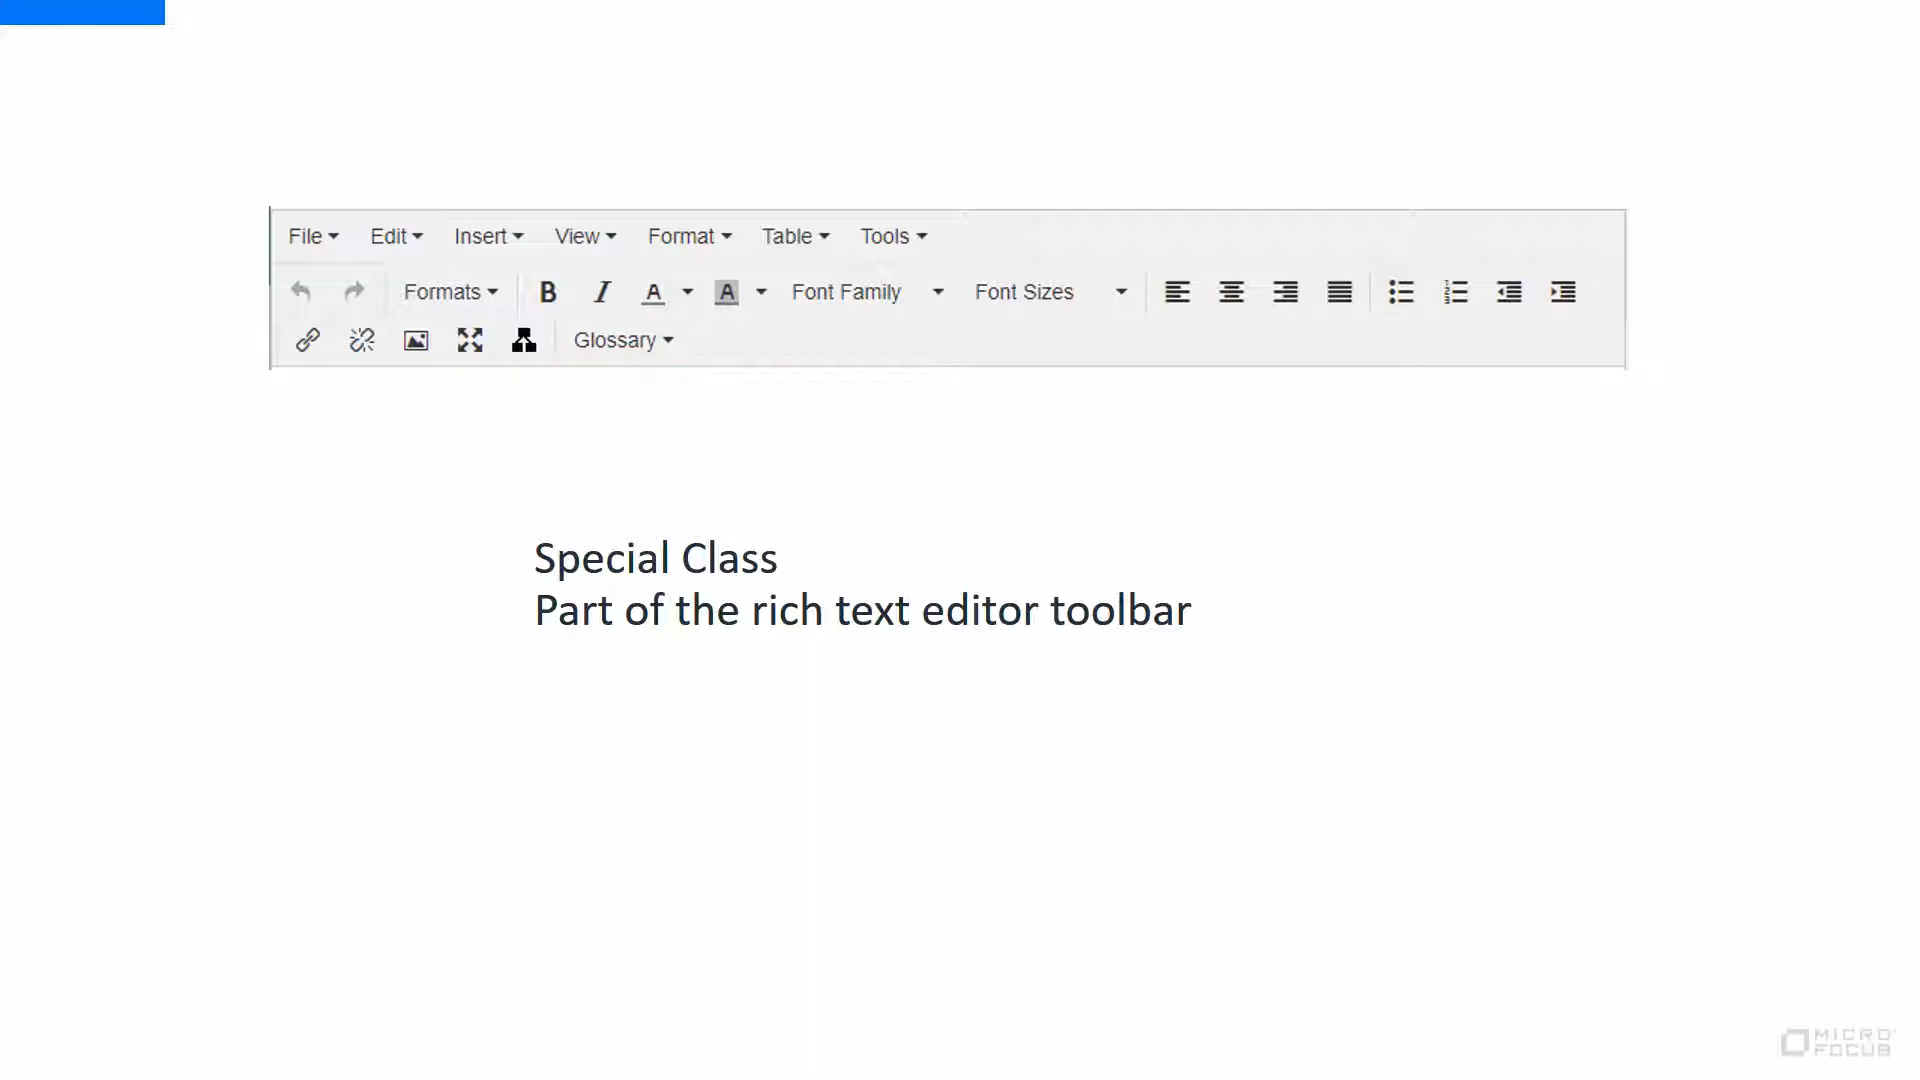 File Edit Insert View Format Table Tools
Formats B I A A Font Family Font Sizes
Glossary
Special Class
Part of the rich text editor toolbar
MICRO
FOCUS